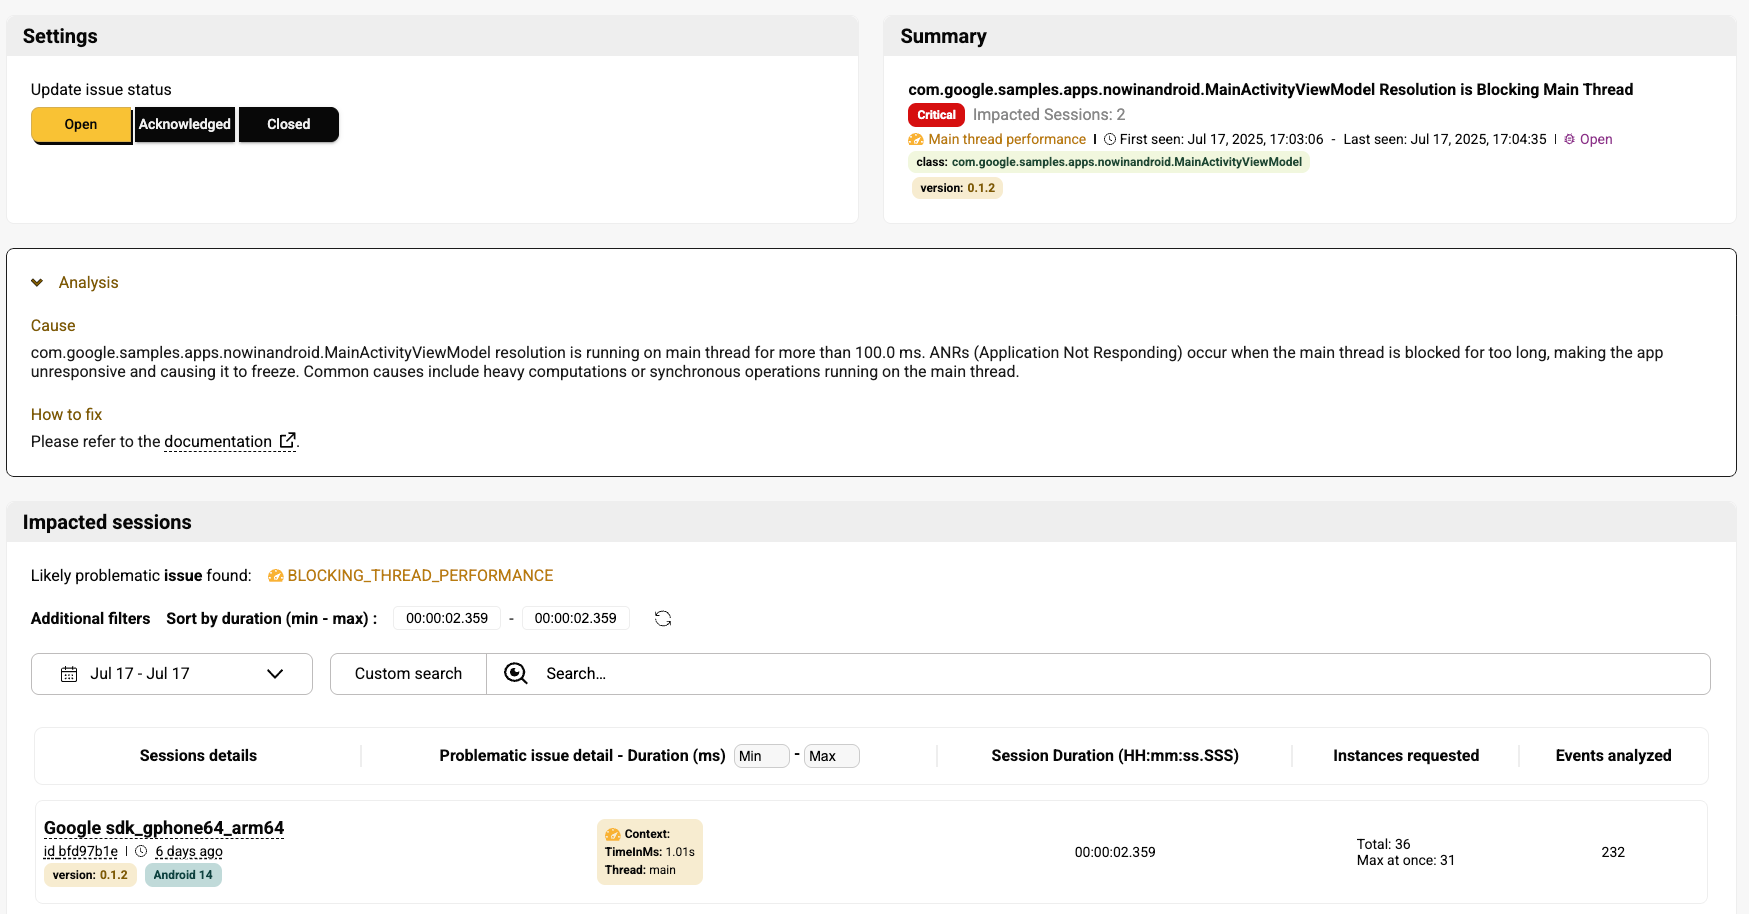 Settings
Update issue status
Open Acknowledged Closed
Summary
com.google.samples.apps.nowinandroid.MainActivityViewModel Resolution is Blocking Main Thread
Critical Impacted Sessions: 2
Main thread performance | First seen: Jul 17, 2025, 17:03:06 - Last seen: Jul 17, 2025, 17:04:35 | Open
class: com.google.samples.apps.nowinandroid.MainActivityViewModel
version: 0.1.2
Analysis
Cause
com.google.samples.apps.nowinandroid.MainActivityViewModel resolution is running on main thread for more than 100.0 ms. ANRs (Application Not Responding) occur when the main thread is blocked for too long, making the app
unresponsive and causing it to freeze. Common causes include heavy computations or synchronous operations running on the main thread.
How to fix
Please refer to the documentation.
Impacted sessions
Likely problematic issue found: BLOCKING_THREAD_PERFORMANCE
Additional filters Sort by duration (min - max) : 00:00:02.359 - 00:00:02.359
Jul 17 - Jul 17 Custom search Search...
Sessions details Problematic issue detail - Duration (ms) Min - Max Session Duration (HH:mm:ss.SSS) Instances requested Events analyzed
Google sdk_gphone64_arm64
id bfd97b1e | 6 days ago
version: 0.1.2 Android 14
Context:
TimeInMs: 1.01s
Thread: main
00:00:02.359
Total: 36
Max at once: 31
232